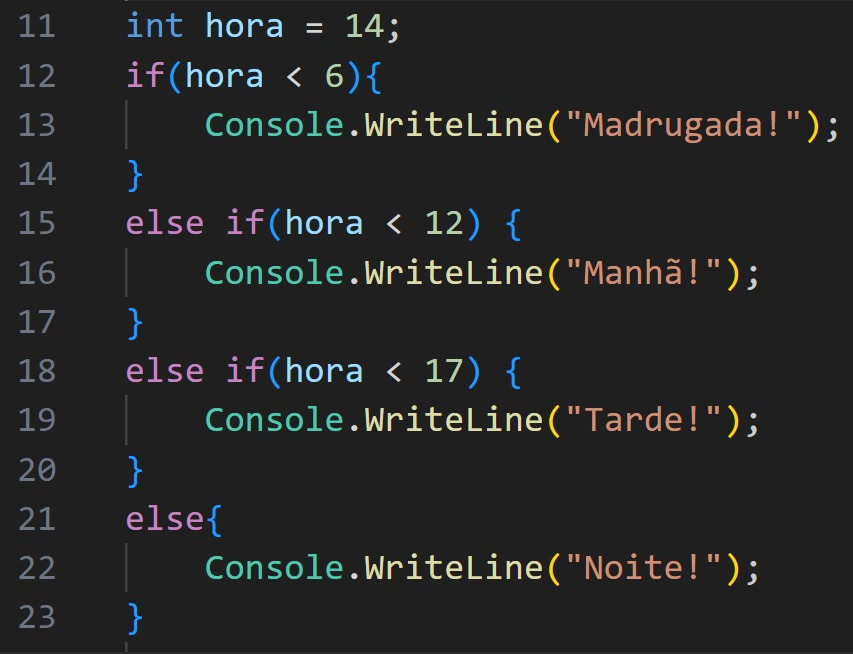 11 int hora = 14;
12 if(hora < 6){
13 Console.WriteLine("Madrugada!");
14 }
15 else if(hora < 12) {
16 Console.WriteLine("Manhã!");
17 }
18 else if(hora < 17) {
19 Console.WriteLine("Tarde!");
20 }
21 else{
22 Console.WriteLine("Noite!");
23 }